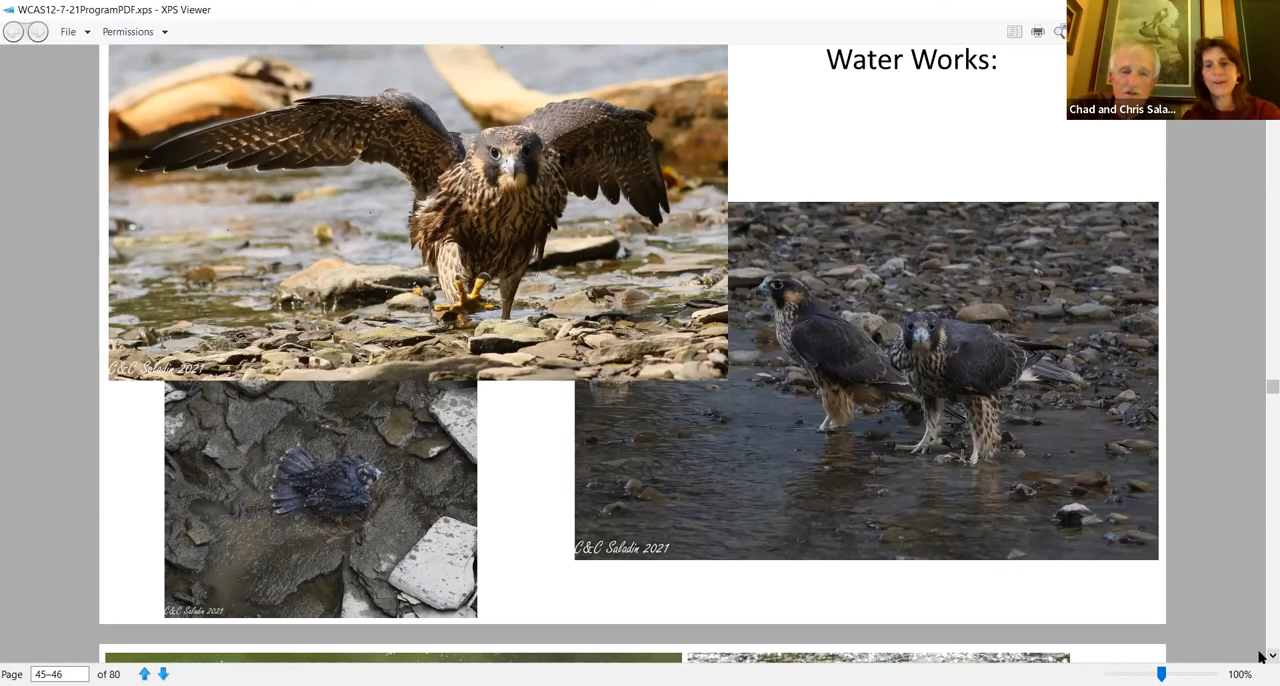 WCAS12-7-21ProgramPDF.xps - XPS Viewer
File Permissions
Water Works:
Chad and Chris Sala...
C&C Saladin 2021
C&C Saladin 2021
C&C Saladin 2021
Page 45–46 of 80 100%